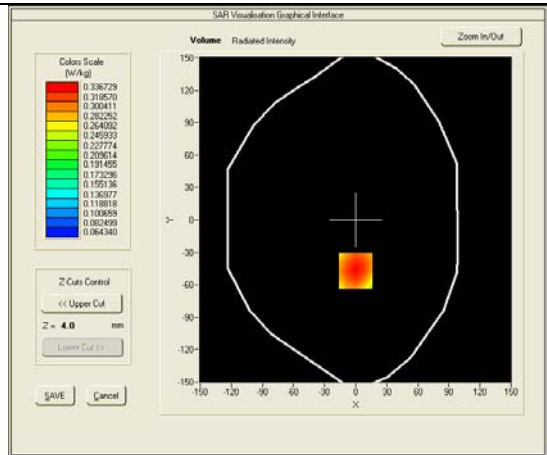 SAR Visualisation Graphical Interface
Volume Radiated Intensity
Zoom In/Out
Colors Scale
(W/kg)
0.336729
0.318570
0.300411
0.282252
0.264092
0.245933
0.227774
0.209614
0.191455
0.173296
0.155136
0.136977
0.118818
0.100659
0.082499
0.064340
Z Cuts Control
<< Upper Cut
Z = 4.0 mm
Lower Cut >>
SAVE
Cancel
150-
120-
90-
60-
30-
0-
-30-
-60-
-90-
-120-
-150-
Y
-150 -120 -90 -60 -30 0 30 60 90 120 150
X